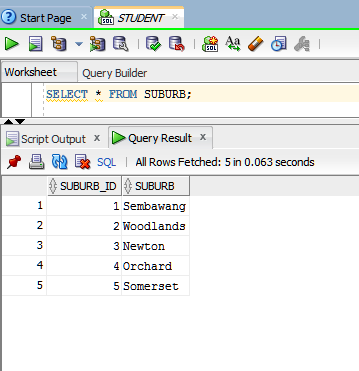 Start Page STUDENT
Worksheet Query Builder
SELECT * FROM SUBURB;
Script Output x Query Result x
SQL | All Rows Fetched: 5 in 0.063 seconds
SUBURB_ID SUBURB
1 1 Sembawang
2 2 Woodlands
3 3 Newton
4 4 Orchard
5 5 Somerset